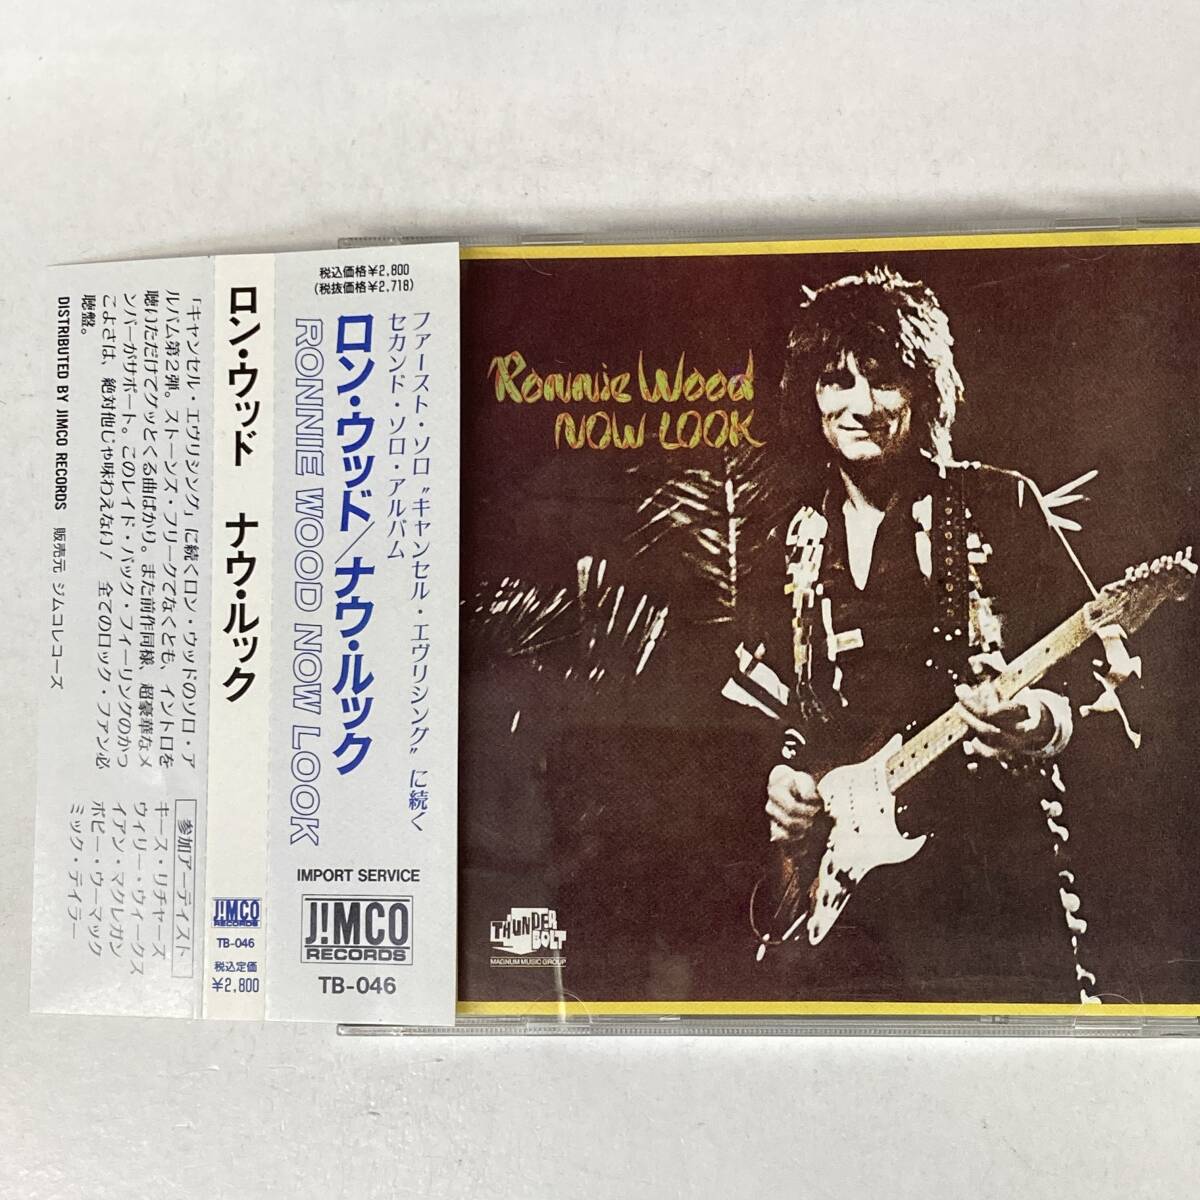 「キャンセル・エヴリシング」に続くロン・ウッドのソロ・ア
ルバム第2弾。ストーンズ・フリークでなくとも、イントロを
聴いただけでグッとくる曲ばかり。また前作同様、超豪華なメ
ンバーがサポート。このレイド・バック・フィーリングのかっ
こよさは、絶対他じゃ味わえない！ 全てのロック・ファン必
聴盤。
DISTRIBUTED BY JIMCO RECORDS 販売元 ジムコレコーズ
参加アーティスト
キース・リチャーズ
ウィリー・ウィークス
イアン・マクレガン
ボビー・ウーマック
ミック・テイラー
ロン・ウッド ナウ・ルック
J!MCO
RECORDS
TB-046
税込定価
¥2,800
税込価格¥2,800
(税抜価格¥2,718)
ファースト・ソロ“キャンセル・エヴリシング”に続く
セカンド・ソロ・アルバム
ロン・ウッド/ナウ・ルック
RONNIE WOOD NOW LOOK
IMPORT SERVICE
J!MCO
RECORDS
TB-046
Ronnie Wood
NOW LOOK
THUNDER
BOLT
MAGNUM MUSIC GROUP